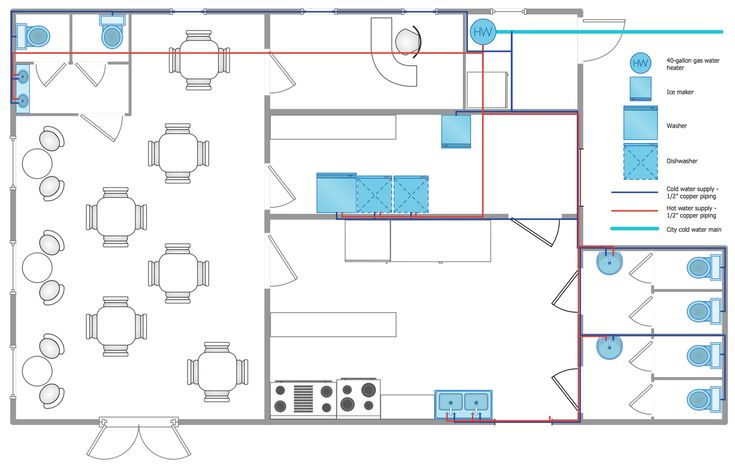 HW
HW
40-gallon gas water
heater
Ice maker
Washer
Dishwasher
Cold water supply -
1/2" copper piping
Hot water supply -
1/2" copper piping
City cold water main